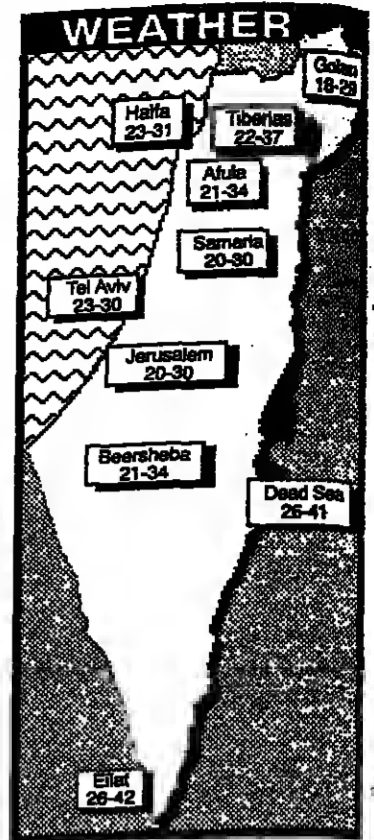 WEATHER
Golan
18-29
Haifa
23-31
Tiberias
22-37
Afula
21-34
Samaria
20-30
Tel Aviv
23-30
Jerusalem
20-30
Beersheba
21-34
Dead Sea
26-41
Eilat
26-42